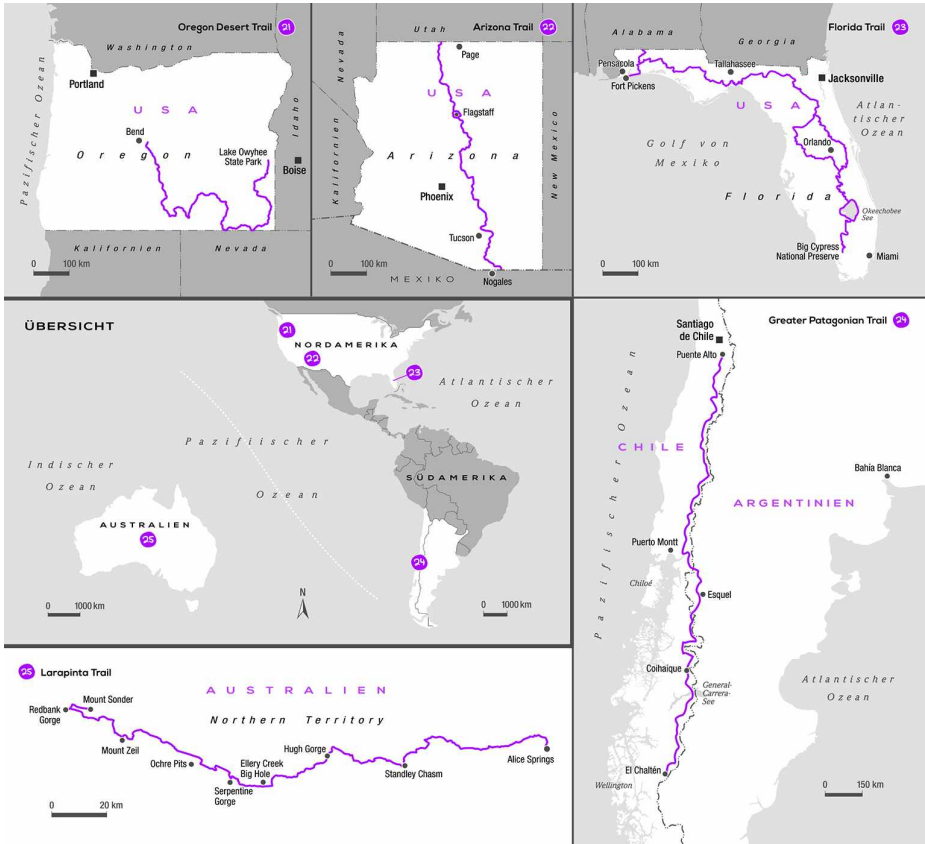 Oregon Desert Trail 21
Washington
Pazifischer Ozean
Portland
USA
Idaho
Bend
Lake Owyhee
State Park
Oregon
Boise
Kalifornien
Nevada
0 100 km
Arizona Trail 22
Utah
Nevada
Page
USA
Flagstaff
Kalifornien
Arizona
New Mexico
Phoenix
Tucson
0 100 km
MEXIKO
Nogales
Florida Trail 23
Alabama
Georgia
Pensacola
Fort Pickens
Tallahassee
Jacksonville
USA
Atlan-
tischer
Ozean
Golf von
Mexiko
Orlando
Florida
Okeechobee
See
Big Cypress
National Preserve
Miami
0 100 km
ÜBERSICHT
21
NORDAMERIKA
22
23
Atlantischer
Ozean
Pazifiischer
Ozean
Indischer
Ozean
SÜDAMERIKA
AUSTRALIEN
25
24
N
0 1000 km
0 1000 km
Greater Patagonian Trail 24
Santiago
de Chile
Puente Alto
Pazifischer Ozean
CHILE
Bahia Blanca
ARGENTINIEN
Puerto Montt
Chiloé
Esquel
Coihaique
General-
Carrera-
See
Atlantischer
Ozean
El Chaltén
Wellington
0 150 km
25 Larapinta Trail
AUSTRALIEN
Northern Territory
Mount Sonder
Redbank
Gorge
Mount Zeil
Ochre Pits
Ellery Creek
Big Hole
Serpentine
Gorge
Hugh Gorge
Standley Chasm
Alice Springs
0 20 km